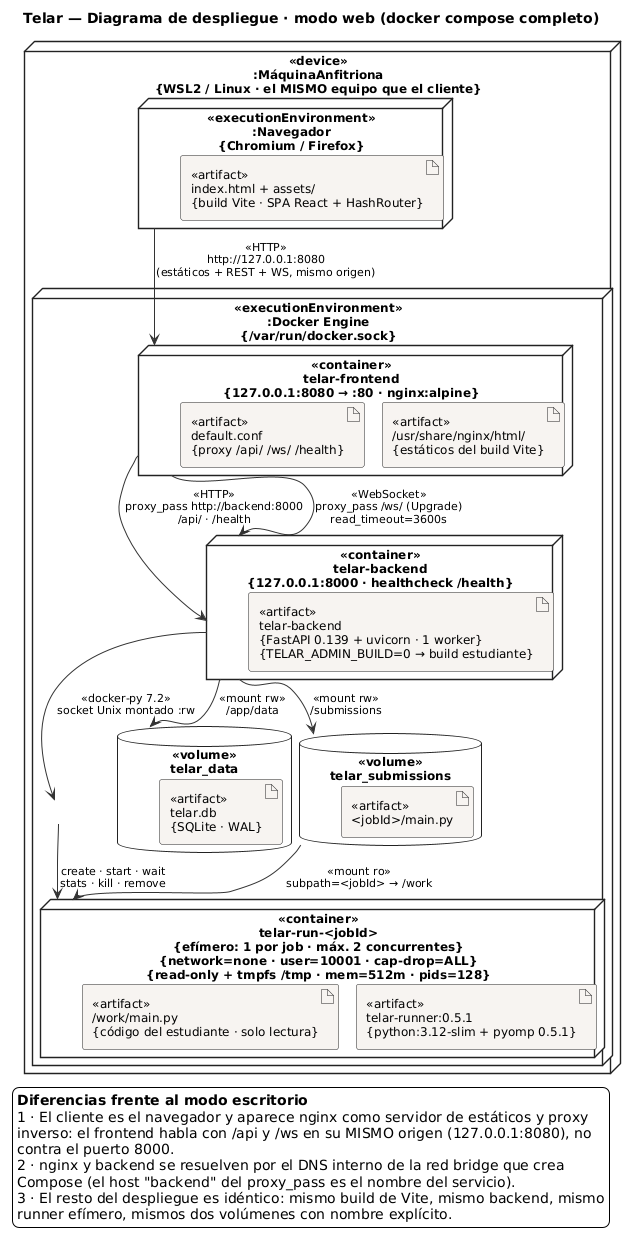 Telar — Diagrama de despliegue · modo web (docker compose completo)
«device»
:MáquinaAnfitriona
{WSL2 / Linux · el MISMO equipo que el cliente}
«executionEnvironment»
:Navegador
{Chromium / Firefox}
«artifact»
index.html + assets/
{build Vite · SPA React + HashRouter}
«HTTP»
http://127.0.0.1:8080
(estáticos + REST + WS, mismo origen)
«executionEnvironment»
:Docker Engine
{/var/run/docker.sock}
«container»
telar-frontend
{127.0.0.1:8080 → :80 · nginx:alpine}
«artifact»
default.conf
{proxy /api/ /ws/ /health}
«artifact»
/usr/share/nginx/html/
{estáticos del build Vite}
«HTTP»
proxy_pass http://backend:8000
/api/ · /health
«WebSocket»
proxy_pass /ws/ (Upgrade)
read_timeout=3600s
«container»
telar-backend
{127.0.0.1:8000 · healthcheck /health}
«artifact»
telar-backend
{FastAPI 0.139 + uvicorn · 1 worker}
{TELAR_ADMIN_BUILD=0 → build estudiante}
«docker-py 7.2»
socket Unix montado :rw
«mount rw»
/app/data
«mount rw»
/submissions
«volume»
telar_data
«artifact»
telar.db
{SQLite · WAL}
«volume»
telar_submissions
«artifact»
<jobId>/main.py
create · start · wait
stats · kill · remove
«mount ro»
subpath=<jobId> → /work
«container»
telar-run-<jobId>
{efímero: 1 por job · máx. 2 concurrentes}
{network=none · user=10001 · cap-drop=ALL}
{read-only + tmpfs /tmp · mem=512m · pids=128}
«artifact»
/work/main.py
{código del estudiante · solo lectura}
«artifact»
telar-runner:0.5.1
{python:3.12-slim + pyomp 0.5.1}
Diferencias frente al modo escritorio
1 · El cliente es el navegador y aparece nginx como servidor de estáticos y proxy
inverso: el frontend habla con /api y /ws en su MISMO origen (127.0.0.1:8080), no
contra el puerto 8000.
2 · nginx y backend se resuelven por el DNS interno de la red bridge que crea
Compose (el host "backend" del proxy_pass es el nombre del servicio).
3 · El resto del despliegue es idéntico: mismo build de Vite, mismo backend, mismo
runner efímero, mismos dos volúmenes con nombre explícito.